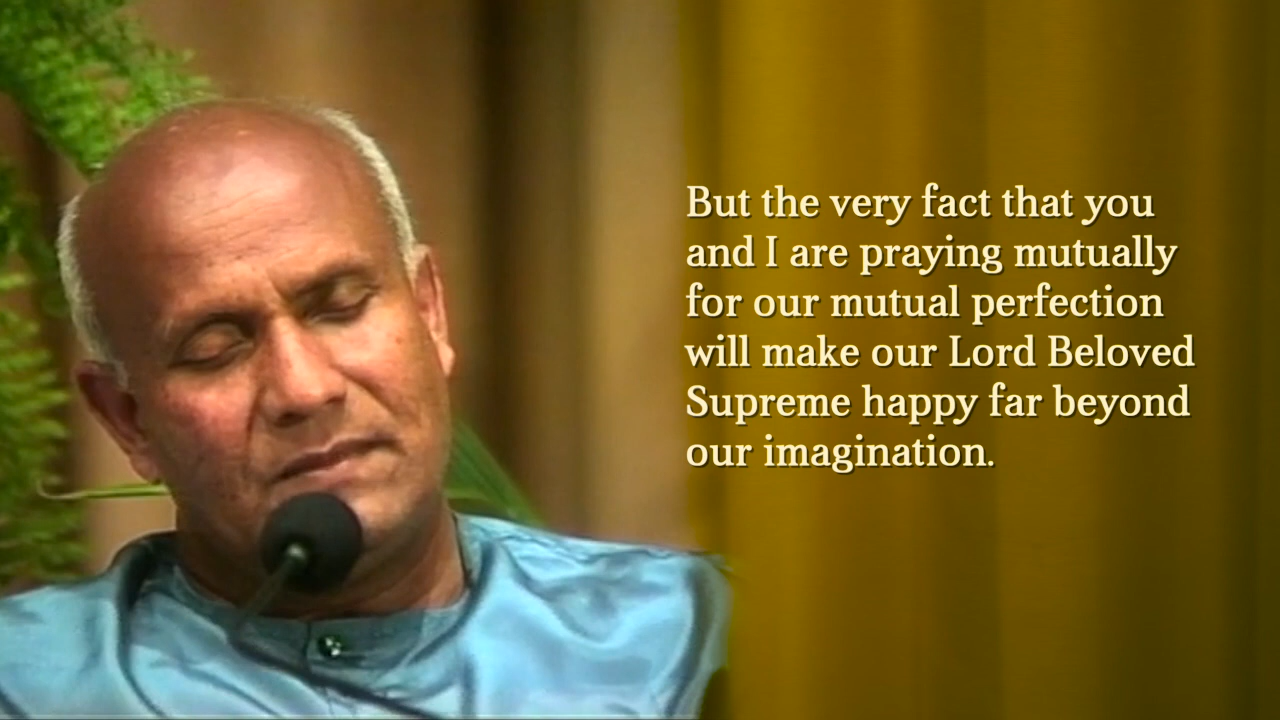 But the very fact that you
and I are praying mutually
for our mutual perfection
will make our Lord Beloved
Supreme happy far beyond
our imagination.